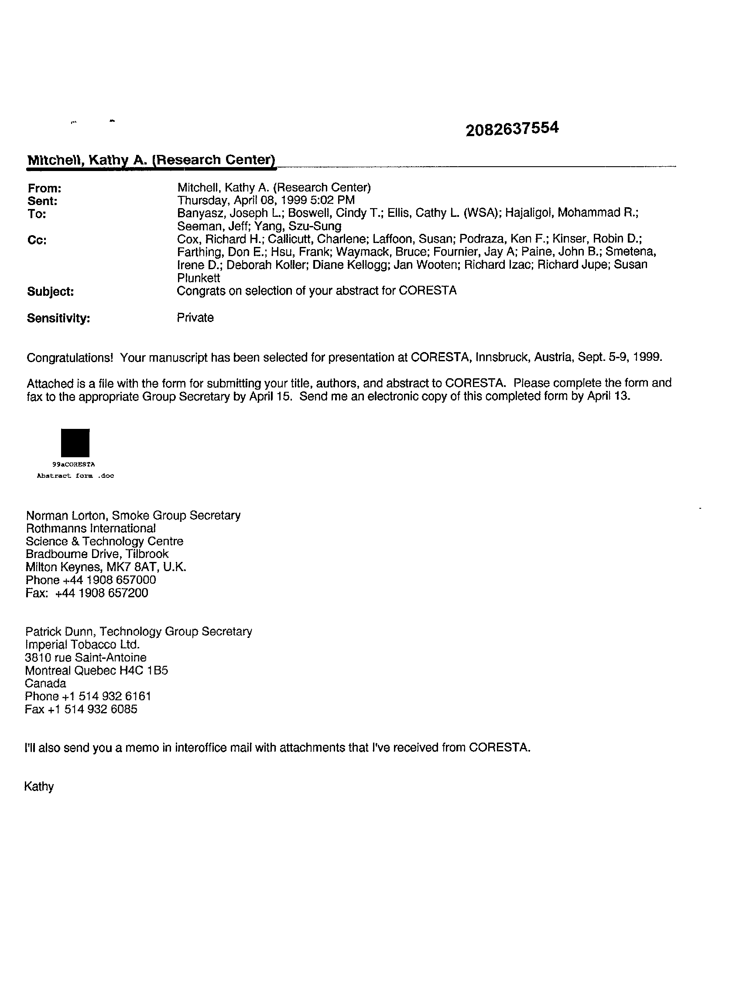 2082637554
Mitchell, Kathy A. (Research Center)
From: Mitchell, Kathy A. (Research Center)
Sent: Thursday, April 08, 1999 5:02 PM
To: Banyasz, Joseph L.; Boswell, Cindy T.; Ellis, Cathy L. (WSA); Hajaligol, Mohammad R.;
Seeman, Jeff; Yang, Szu-Sung
Cc: Cox, Richard H.; Callicutt, Charlene; Laffoon, Susan; Podraza, Ken F.; Kinser, Robin D.;
Farthing, Don E.; Hsu, Frank; Waymack, Bruce; Fournier, Jay A; Paine, John B.; Smetena,
Irene D.; Deborah Koller; Diane Kellogg; Jan Wooten; Richard Izac; Richard Jupe; Susan
Plunkett
Subject: Congrats on selection of your abstract for CORESTA
Sensitivity: Private
Congratulations! Your manuscript has been selected for presentation at CORESTA, Innsbruck, Austria, Sept. 5-9, 1999.
Attached is a file with the form for submitting your title, authors, and abstract to CORESTA. Please complete the form and
fax to the appropriate Group Secretary by April 15. Send me an electronic copy of this completed form by April 13.
99aCORESTA
Abstract form .doc
Norman Lorton, Smoke Group Secretary
Rothmanns International
Science & Technology Centre
Bradbourne Drive, Tilbrook
Milton Keynes, MK7 8AT, U.K.
Phone +44 1908 657000
Fax: +44 1908 657200
Patrick Dunn, Technology Group Secretary
Imperial Tobacco Ltd.
3810 rue Saint-Antoine
Montreal Quebec H4C 1B5
Canada
Phone +1 514 932 6161
Fax +1 514 932 6085
I'll also send you a memo in interoffice mail with attachments that I've received from CORESTA.
Kathy